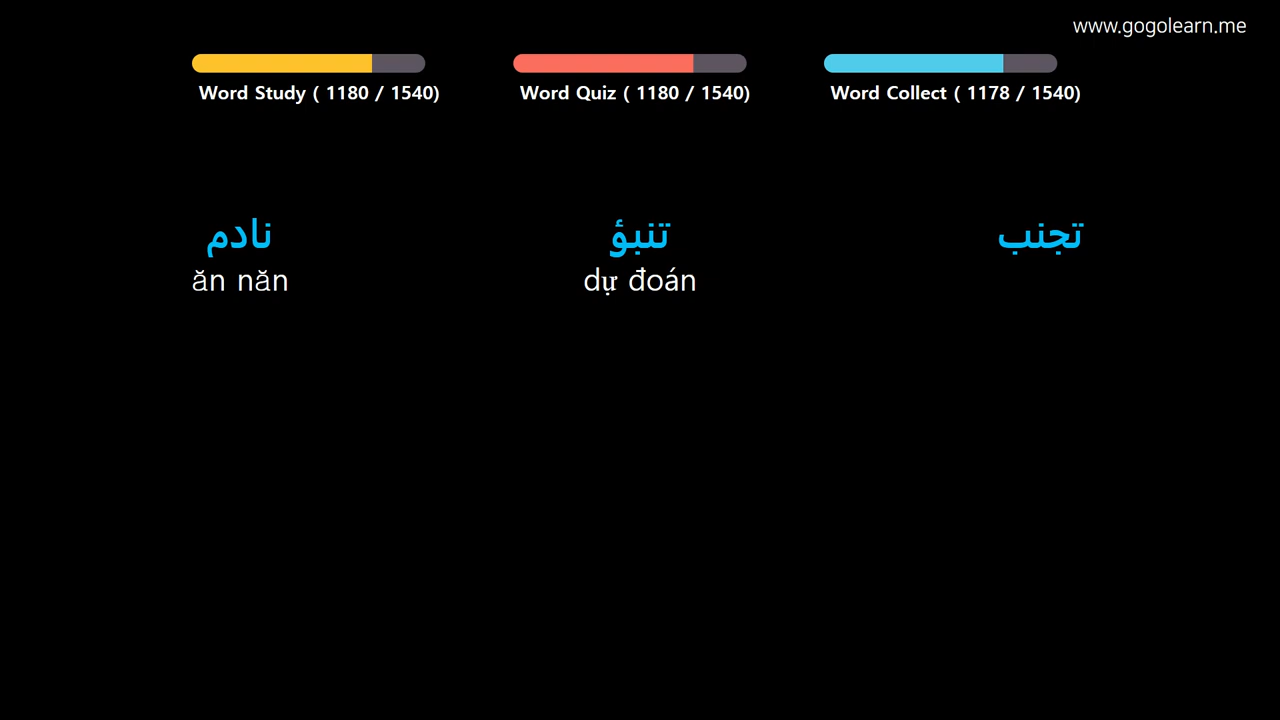 www.gogolearn.me
Word Study ( 1180 / 1540)
Word Quiz ( 1180 / 1540)
Word Collect ( 1178 / 1540)
نادم
ăn năn
تنبؤ
dự đoán
تجنب